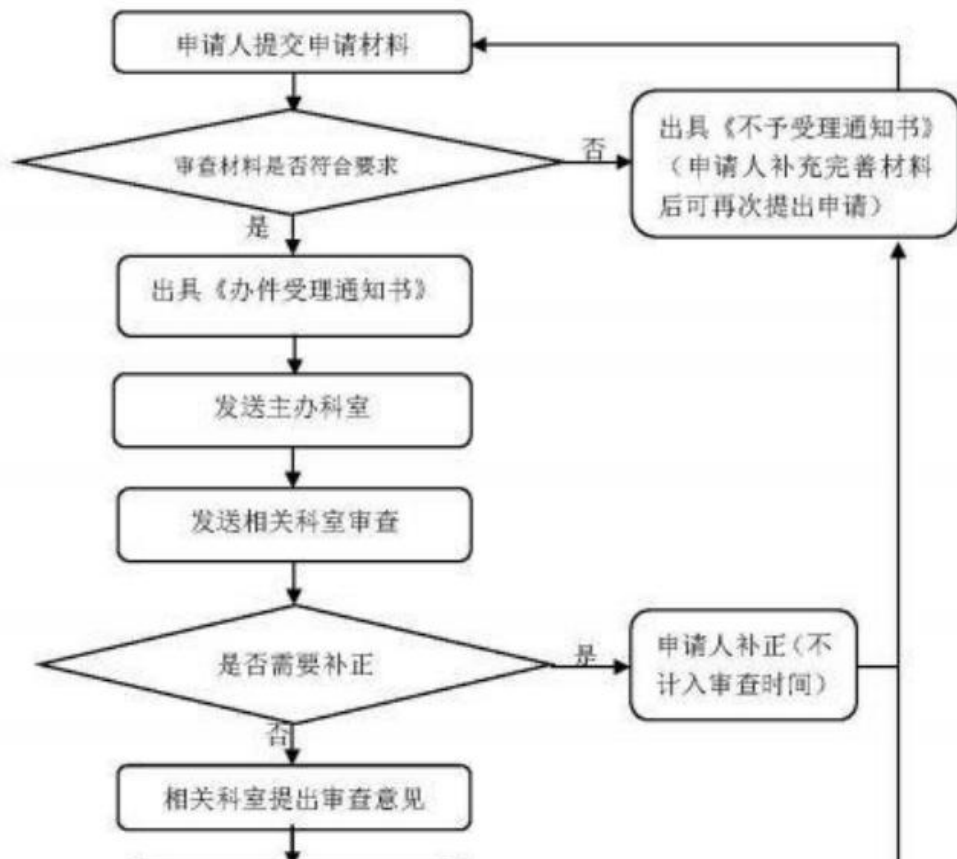 申请人提交申请材料
审查材料是否符合要求
否
出具《不予受理通知书》
（申请人补充完善材料
后可再次提出申请）
是
出具《办件受理通知书》
发送主办科室
发送相关科室审查
是否需要补正
是
申请人补正（不
计入审查时间）
否
相关科室提出审查意见